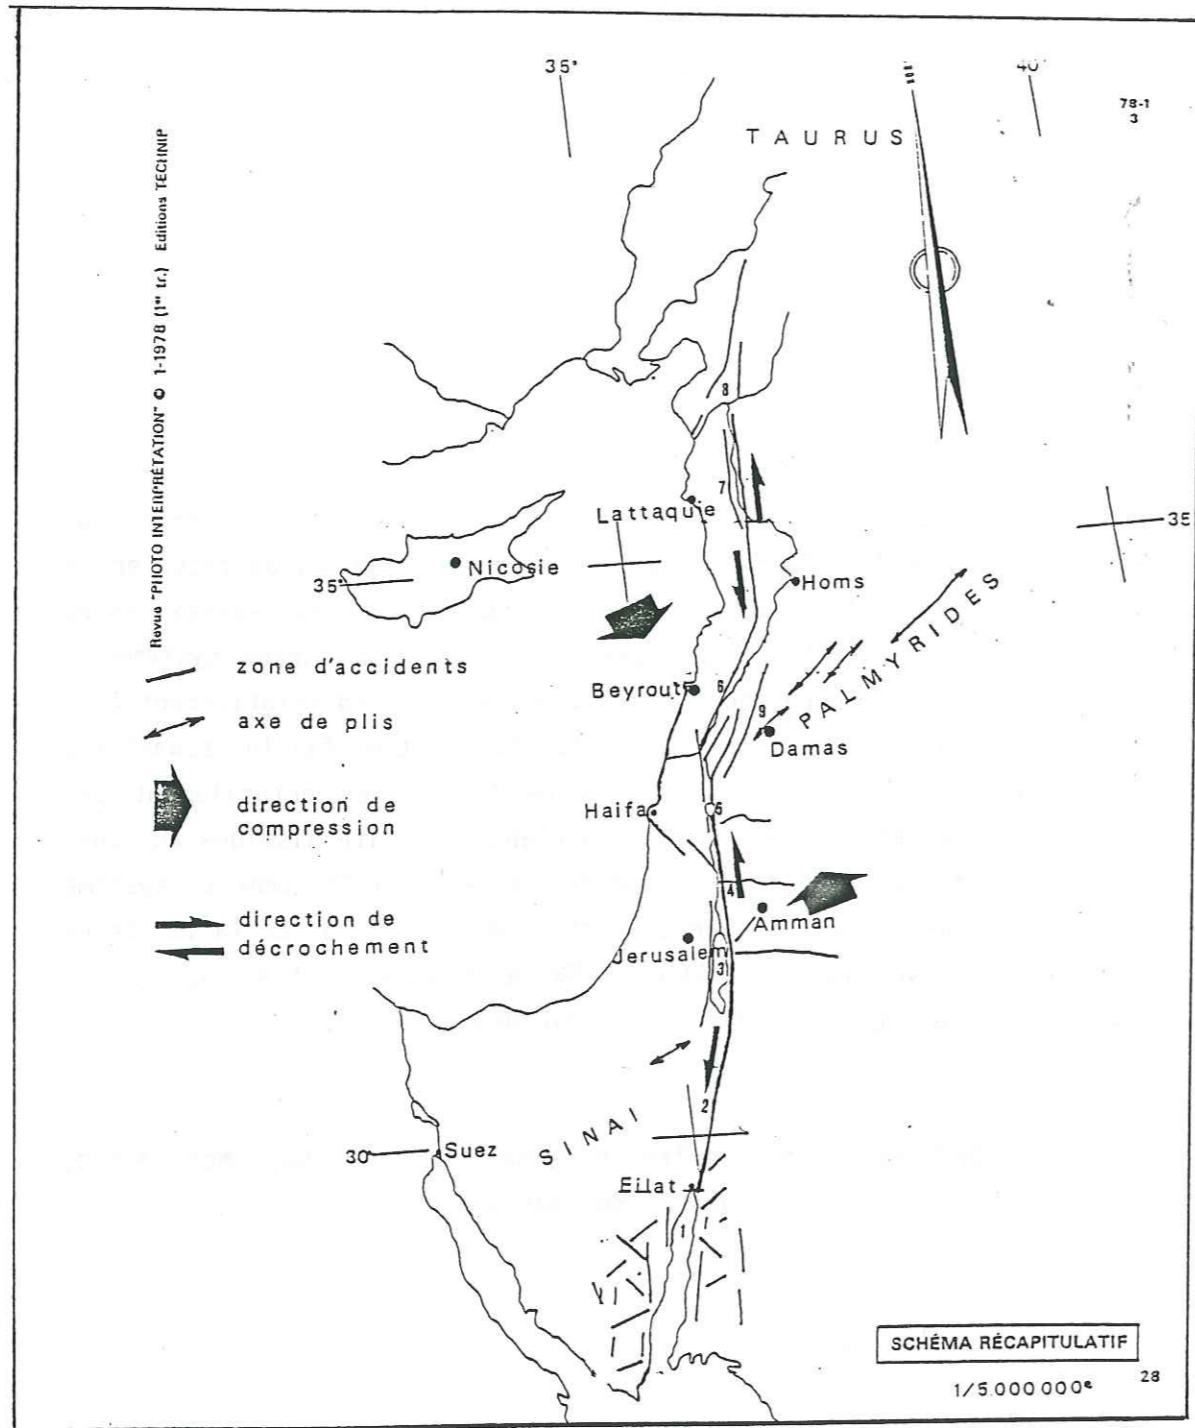 35°
40°
78-1
3
TAURUS
Revue "PHOTO INTERPRÉTATION" © 1-1978 (1er tr.) Editions TECHNIP
8
7
Lattaquie
35
Nicosie
35°
Homs
PALMYRIDES
zone d'accidents
Beyrout
6
9
axe de plis
Damas
direction de
compression
Haifa
5
4
Amman
direction de
décrochement
Jerusalem
3
2
SINAI
30°
Suez
Eilat
1
SCHÉMA RÉCAPITULATIF
1/5.000 000e
28